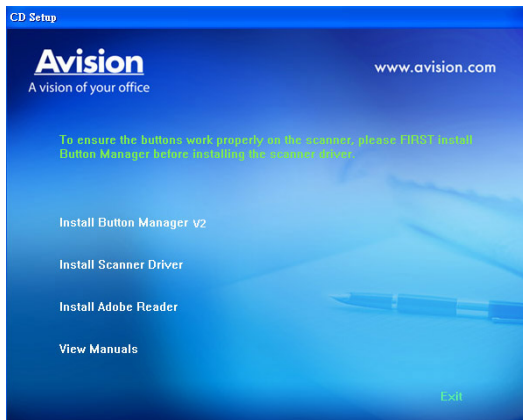 CD Setup
Avision
A vision of your office
www.avision.com
To ensure the buttons work properly on the scanner, please FIRST install
Button Manager before installing the scanner driver.
Install Button Manager V2
Install Scanner Driver
Install Adobe Reader
View Manuals
Exit